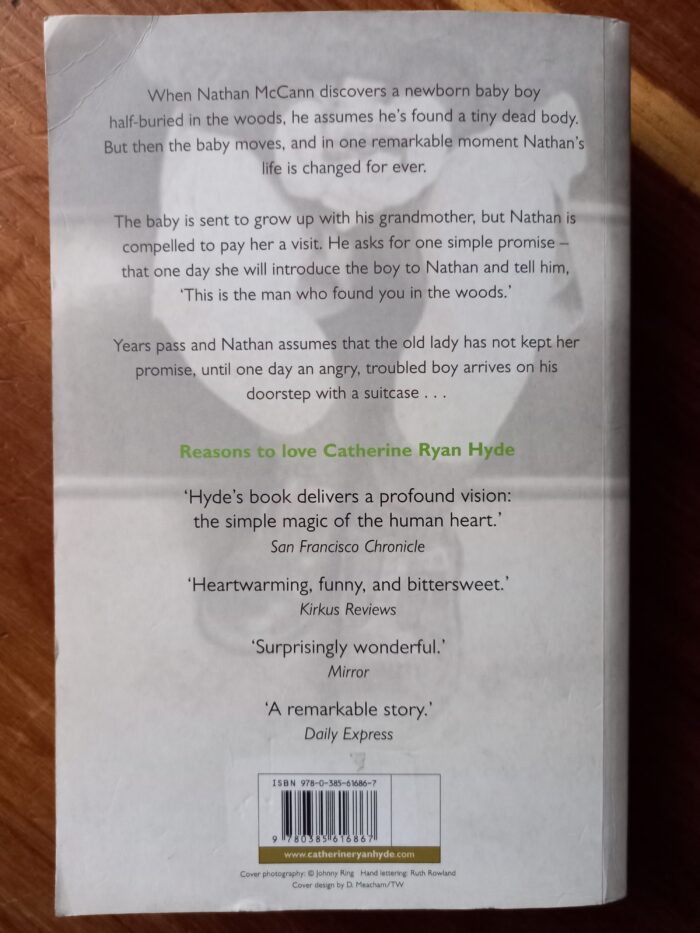 When Nathan McCann discovers a newborn baby boy
half-buried in the woods, he assumes he's found a tiny dead body.
But then the baby moves, and in one remarkable moment Nathan's
life is changed for ever.
The baby is sent to grow up with his grandmother, but Nathan is
compelled to pay her a visit. He asks for one simple promise –
that one day she will introduce the boy to Nathan and tell him,
'This is the man who found you in the woods.'
Years pass and Nathan assumes that the old lady has not kept her
promise, until one day an angry, troubled boy arrives on his
doorstep with a suitcase . . .
Reasons to love Catherine Ryan Hyde
'Hyde's book delivers a profound vision:
the simple magic of the human heart.'
San Francisco Chronicle
'Heartwarming, funny, and bittersweet.'
Kirkus Reviews
'Surprisingly wonderful.'
Mirror
'A remarkable story.'
Daily Express
ISBN 978-0-385-61686-7
9 780385 616867
www.catherineryanhyde.com
Cover photography: © Johnny Ring Hand lettering: Ruth Rowland
Cover design by D. Meacham/TW